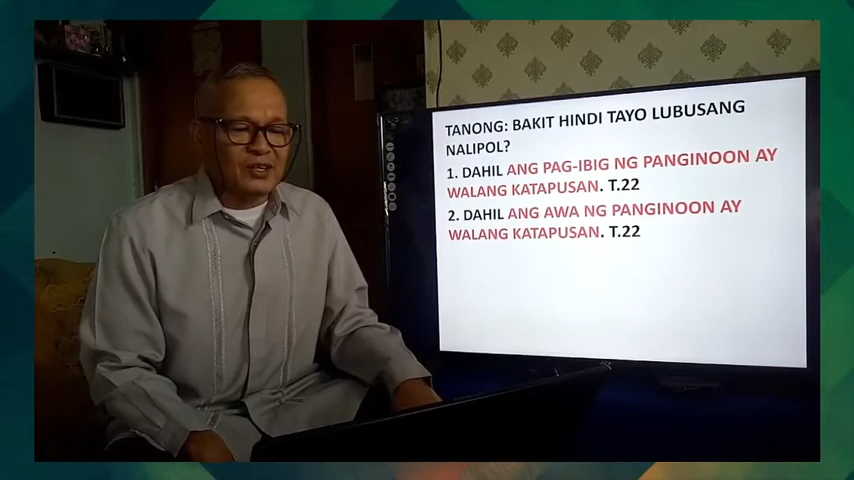 TANONG: BAKIT HINDI TAYO LUBUSANG
NALIPOL?
1. DAHIL ANG PAG-IBIG NG PANGINOON AY
WALANG KATAPUSAN. T.22
2. DAHIL ANG AWA NG PANGINOON AY
WALANG KATAPUSAN. T.22